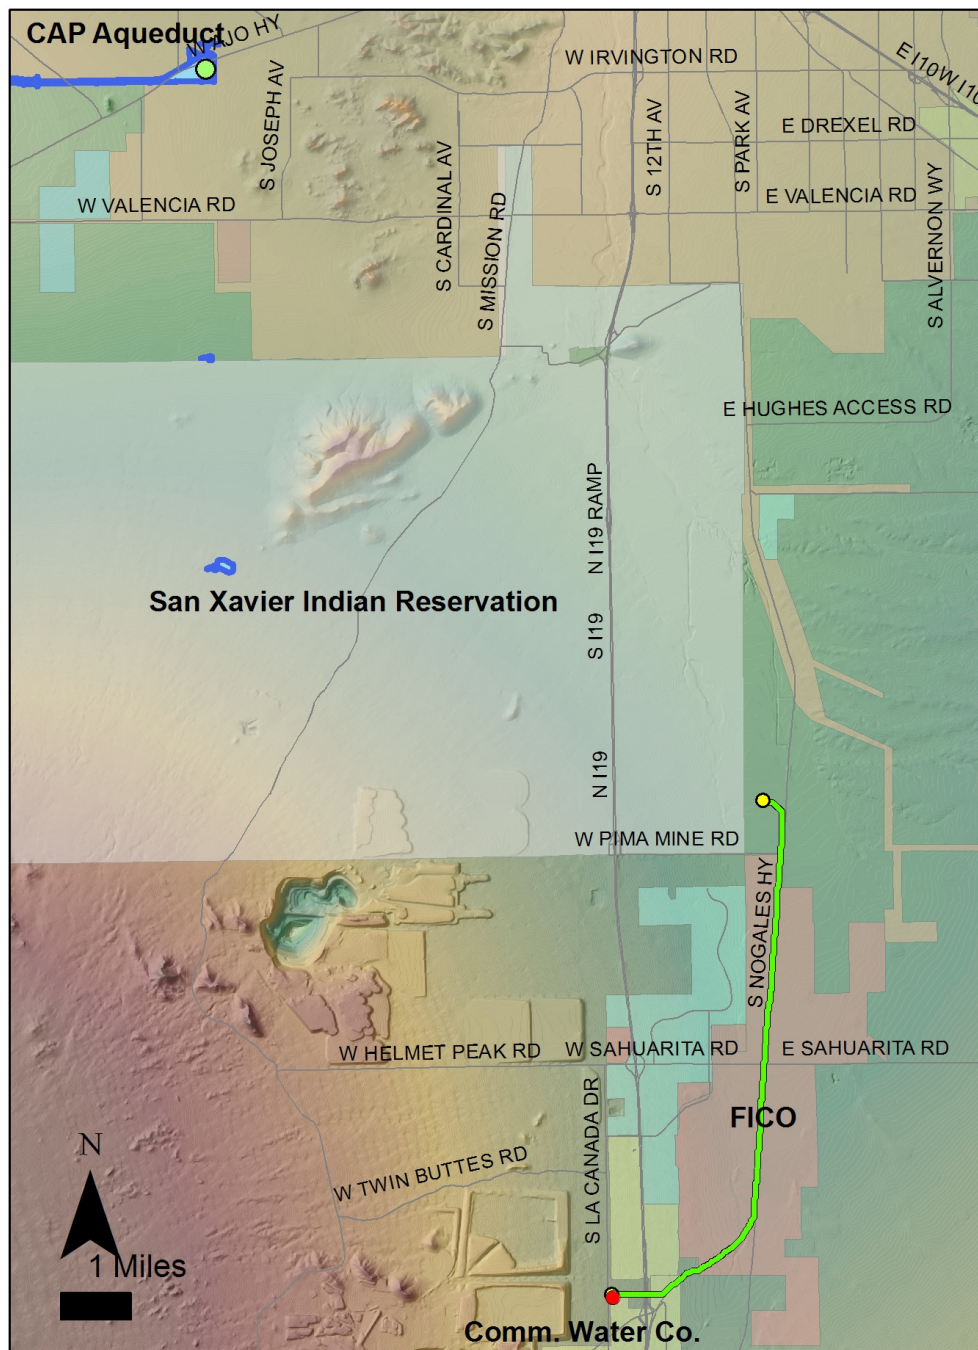 CAP Aqueduct
W AJO HY
W IRVINGTON RD
E I10
W I10
S JOSEPH AV
S CARDINAL AV
S MISSION RD
S 12TH AV
S PARK AV
E DREXEL RD
W VALENCIA RD
E VALENCIA RD
S ALVERNON WY
E HUGHES ACCESS RD
N I19 RAMP
San Xavier Indian Reservation
S I19
N I19
W PIMA MINE RD
S NOGALES HY
W HELMET PEAK RD
W SAHUARITA RD
E SAHUARITA RD
S LA CANADA DR
FICO
N
W TWIN BUTTES RD
1 Miles
Comm. Water Co.